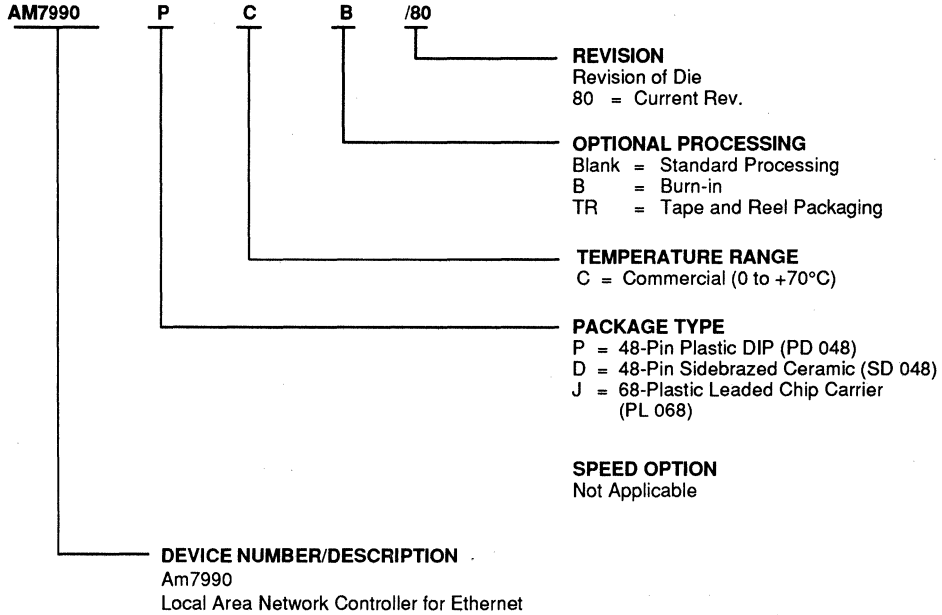 AM7990 P C B /80
REVISION
Revision of Die
80 = Current Rev.
OPTIONAL PROCESSING
Blank = Standard Processing
B = Burn-in
TR = Tape and Reel Packaging
TEMPERATURE RANGE
C = Commercial (0 to +70°C)
PACKAGE TYPE
P = 48-Pin Plastic DIP (PD 048)
D = 48-Pin Sidebrazed Ceramic (SD 048)
J = 68-Plastic Leaded Chip Carrier
(PL 068)
SPEED OPTION
Not Applicable
DEVICE NUMBER/DESCRIPTION
Am7990
Local Area Network Controller for Ethernet